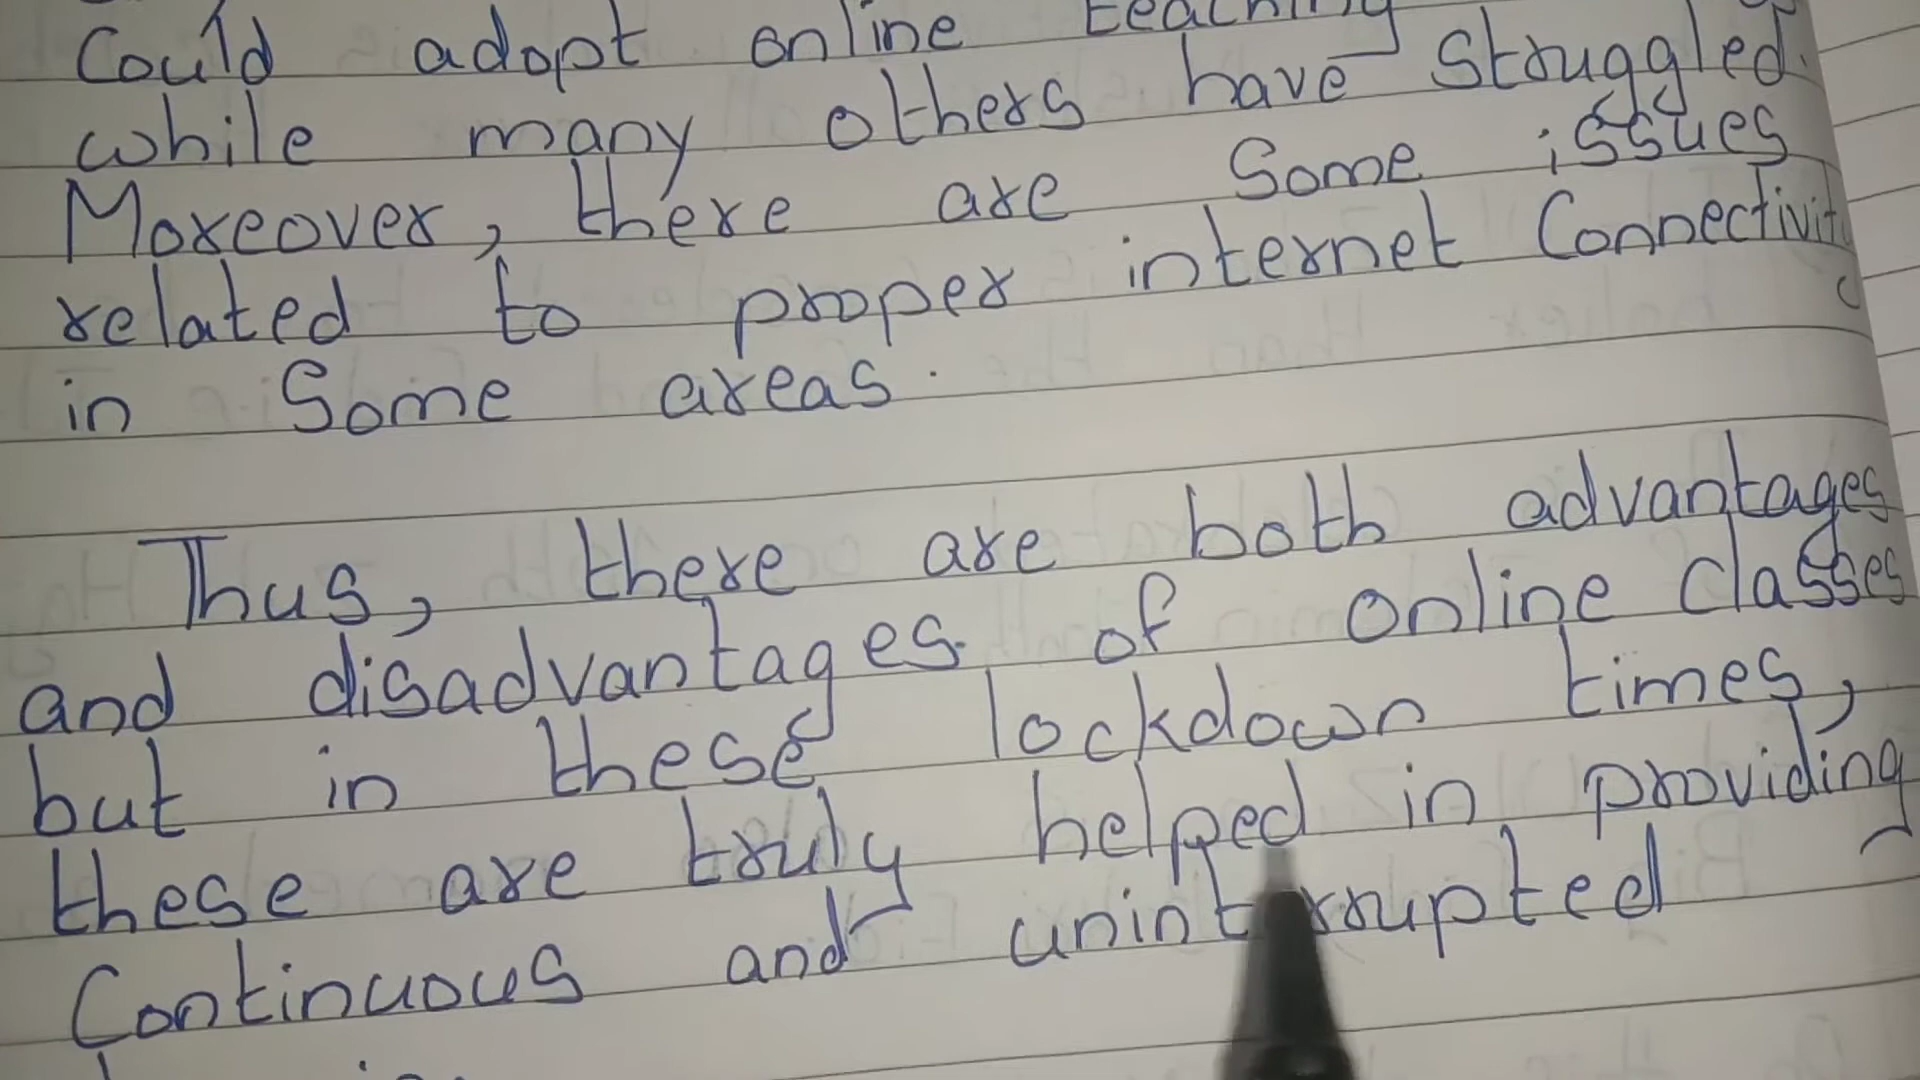 Could adopt online teaching
while many others have struggled.
Moreover, there are some issues
related to proper internet Connectivity
in Some areas.
Thus, there are both advantages
and disadvantages of online classes
but in these lockdown times,
these are truly helped in providing
Continuous and